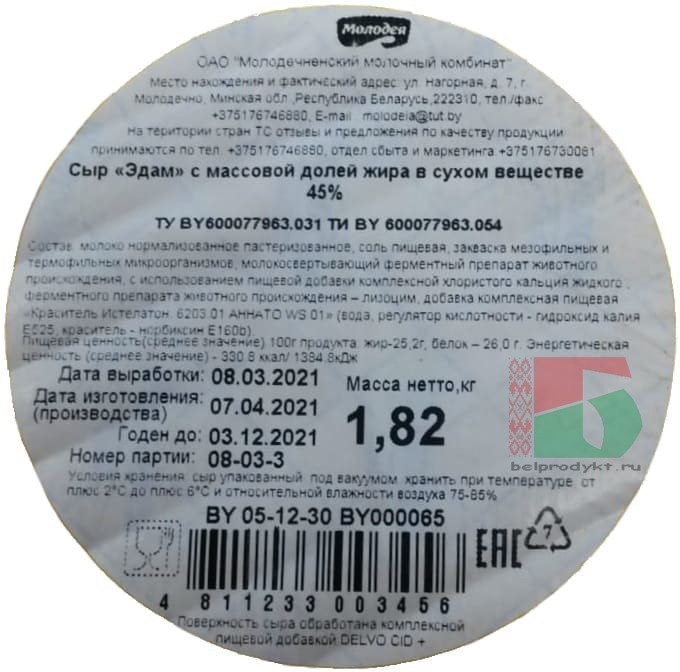 Молодея
ОАО "Молодечненский молочный комбинат"
Место нахождения и фактический адрес: ул. Нагорная, д. 7, г.
Молодечно, Минская обл.,Республика Беларусь,222310, тел./факс
+375176746880, E-mail: molodeia@tut.by
На територии стран ТС отзывы и предложения по качеству продукции
принимаются по тел. +375176746880, отдел сбыта и маркетинга.+375176730081
Сыр «Эдам» с массовой долей жира в сухом веществе
45%
ТУ BY600077963.031 ТИ BY 600077963.054
Состав: молоко нормализованное пастеризованное, соль пищевая, закваска мезофильных и
термофильных микроорганизмов, молокосвертывающий ферментный препарат животного
происхождения, с использованием пищевой добавки комплексной хлористого кальция жидкого ,
ферментного препарата животного происхождения – лизоцим, добавка комплексная пищевая
«Краситель Истелатон. 6203.01 АННАТО WS 01» (вода, регулятор кислотности - гидроксид калия
Е525, краситель - норбиксин Е160b).
Пищевая ценность(среднее значение) 100г продукта: жир-25,2г, белок – 26,0 г. Энергетическая
ценность (среднее значение) - 330,8 ккал/ 1384,8кДж
Дата выработки: 08.03.2021
Дата изготовления:
(производства) 07.04.2021
Годен до: 03.12.2021
Номер партии: 08-03-3
Масса нетто,кг
1,82
belprodykt.ru
Условия хранения: сыр упакованный под вакуумом хранить при температуре от
плюс 2°С до плюс 6°С и относительной влажности воздуха 75-85%
BY 05-12-30 BY000065
EAC
7
4 811233 003456
Поверхность сыра обработана комплексной
пищевой добавкой DELVO CID +